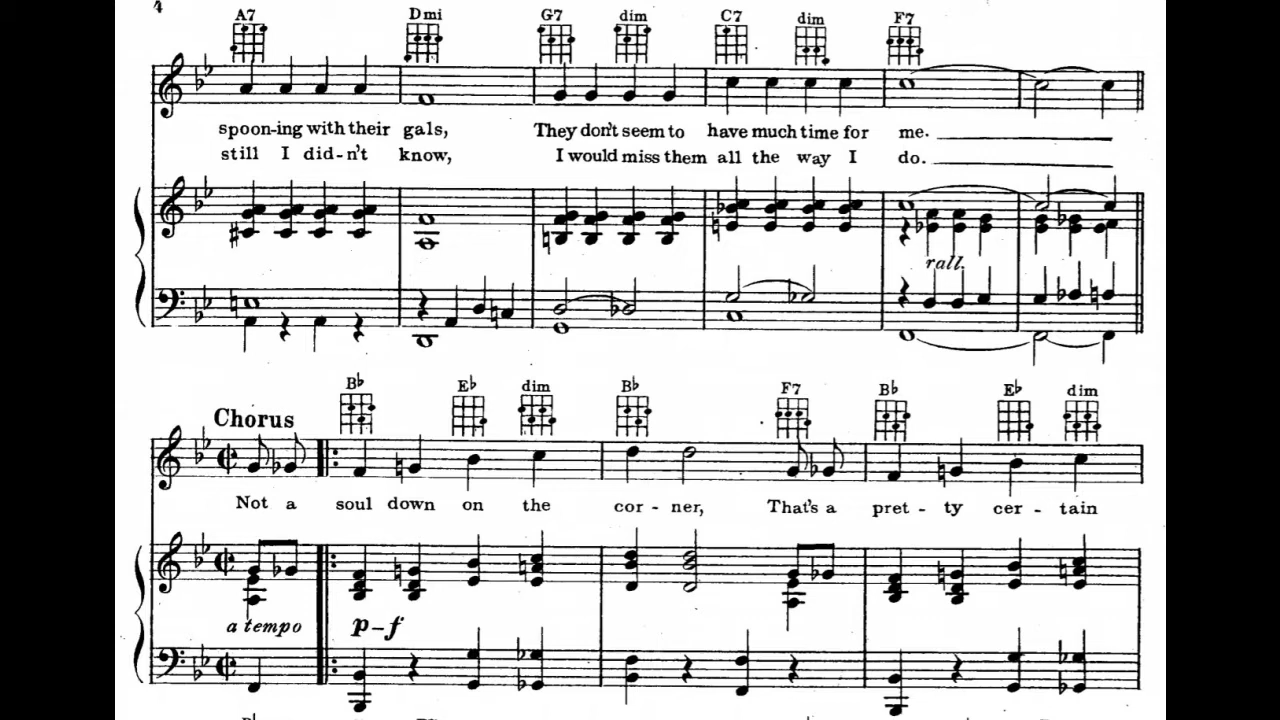 4
A7 Dmi G7 dim C7 dim F7
spoon-ing with their gals, They don't seem to have much time for me.
still I did-n't know, I would miss them all the way I do.
rall.
B♭ E♭ dim B♭ F7 B♭ E♭ dim
Chorus
Not a soul down on the cor - ner, That's a pret - ty cer - tain
a tempo p-f